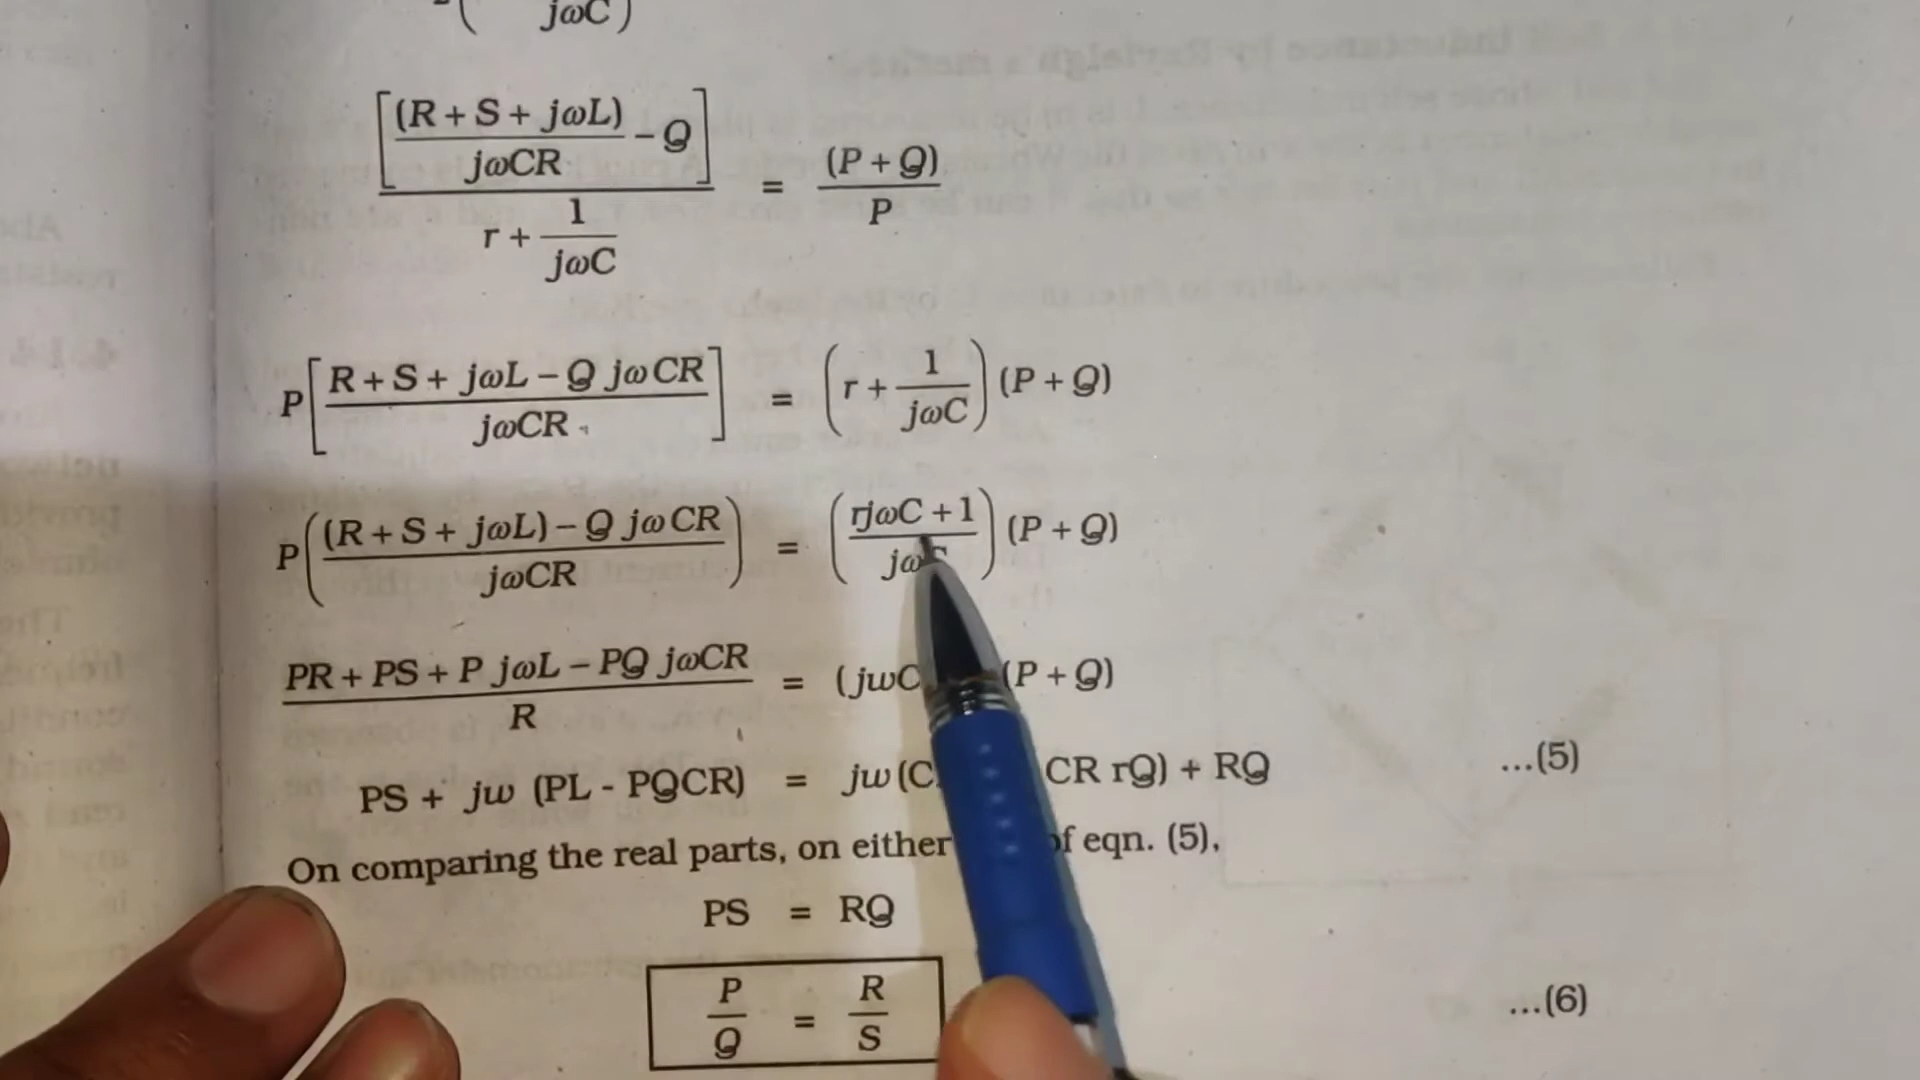 jωC)
[(R + S + jωL)/jωCR − Q]/(r + 1/jωC) = (P + Q)/P
P[(R + S + jωL − Q jωCR)/jωCR] = (r + 1/jωC) (P + Q)
P(((R + S + jωL) − Q jωCR)/jωCR) = ((rjωC + 1)/jωC) (P + Q)
(PR + PS + P jωL − PQ jωCR)/R = (jwC (P + Q)
PS + jw (PL - PQCR) = jw (C CR rQ) + RQ ...(5)
On comparing the real parts, on either of eqn. (5),
PS = RQ
P/Q = R/S ...(6)